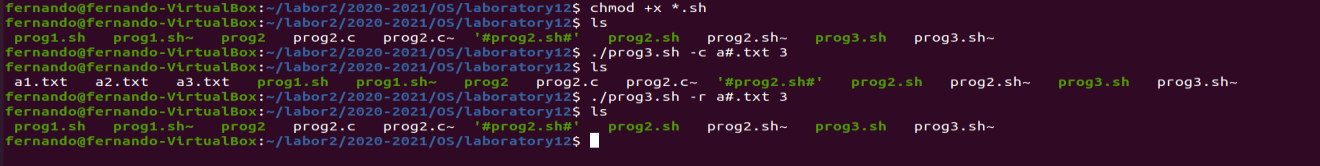 fernando@fernando-VirtualBox:~/labor2/2020-2021/OS/laboratory12$ chmod +x *.sh
fernando@fernando-VirtualBox:~/labor2/2020-2021/OS/laboratory12$ ls
prog1.sh prog1.sh~ prog2 prog2.c prog2.c~ '#prog2.sh#' prog2.sh prog2.sh~ prog3.sh prog3.sh~
fernando@fernando-VirtualBox:~/labor2/2020-2021/OS/laboratory12$ ./prog3.sh -c a#.txt 3
fernando@fernando-VirtualBox:~/labor2/2020-2021/OS/laboratory12$ ls
a1.txt a2.txt a3.txt prog1.sh prog1.sh~ prog2 prog2.c prog2.c~ '#prog2.sh#' prog2.sh prog2.sh~ prog3.sh prog3.sh~
fernando@fernando-VirtualBox:~/labor2/2020-2021/OS/laboratory12$ ./prog3.sh -r a#.txt 3
fernando@fernando-VirtualBox:~/labor2/2020-2021/OS/laboratory12$ ls
prog1.sh prog1.sh~ prog2 prog2.c prog2.c~ '#prog2.sh#' prog2.sh prog2.sh~ prog3.sh prog3.sh~
fernando@fernando-VirtualBox:~/labor2/2020-2021/OS/laboratory12$